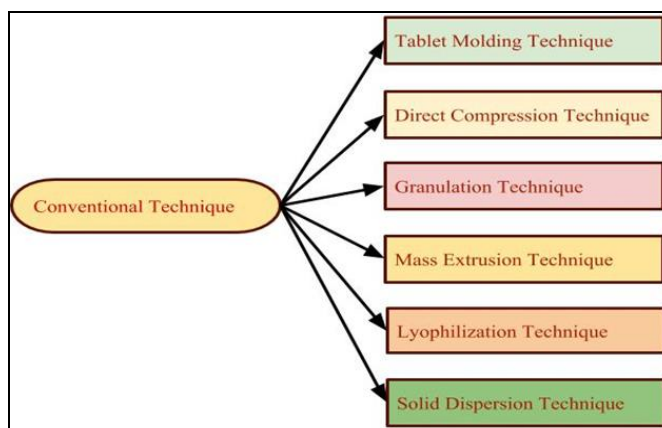 Tablet Molding Technique
Direct Compression Technique
Granulation Technique
Conventional Technique
Mass Extrusion Technique
Lyophilization Technique
Solid Dispersion Technique